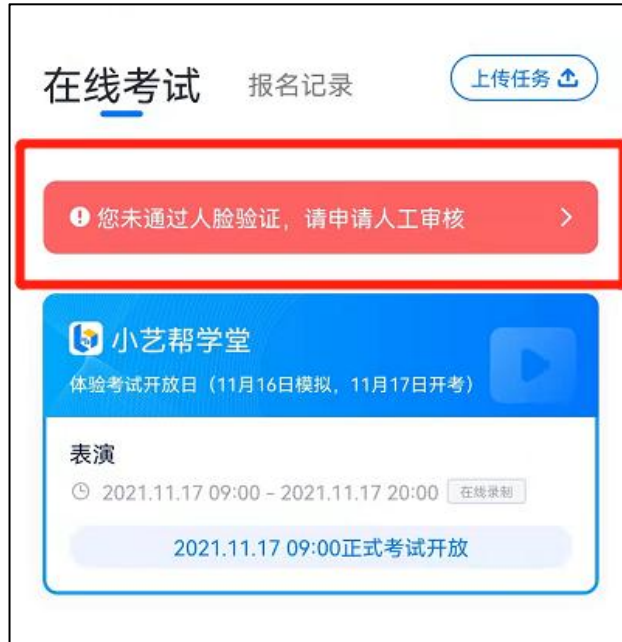 在线考试 报名记录 上传任务
您未通过人脸验证，请申请人工审核
小艺帮学堂
体验考试开放日（11月16日模拟，11月17日开考）
表演
2021.11.17 09:00 - 2021.11.17 20:00 在线录制
2021.11.17 09:00正式考试开放